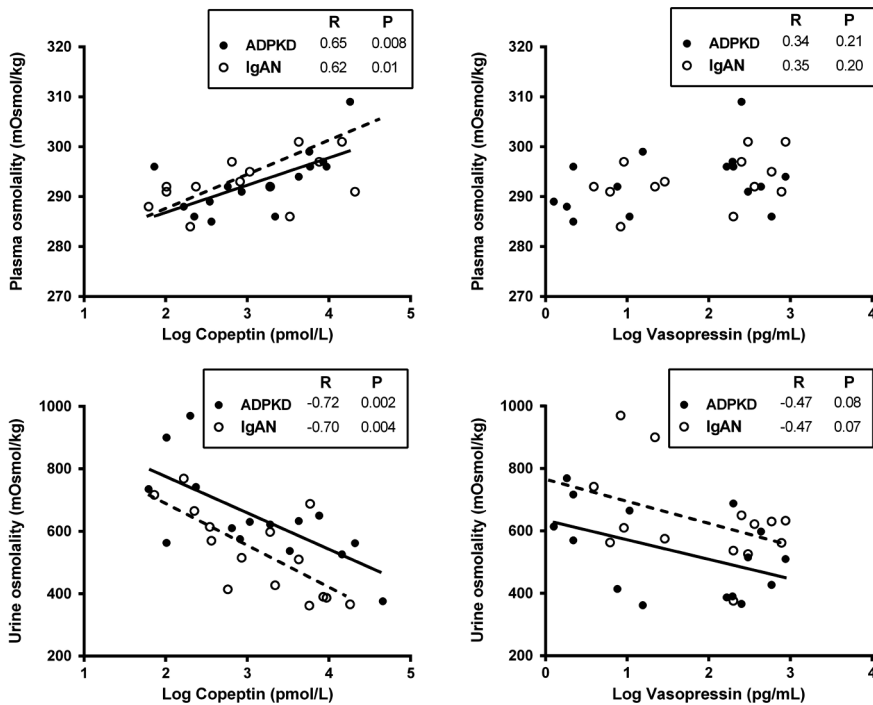 R P
ADPKD 0.65 0.008
IgAN 0.62 0.01
320
310
300
290
280
270
Plasma osmolality (mOsmol/kg)
1 2 3 4 5
Log Copeptin (pmol/L)
R P
ADPKD 0.34 0.21
IgAN 0.35 0.20
320
310
300
290
280
270
Plasma osmolality (mOsmol/kg)
0 1 2 3 4
Log Vasopressin (pg/mL)
R P
ADPKD -0.72 0.002
IgAN -0.70 0.004
1000
800
600
400
200
Urine osmolality (mOsmol/kg)
1 2 3 4 5
Log Copeptin (pmol/L)
R P
ADPKD -0.47 0.08
IgAN -0.47 0.07
1000
800
600
400
200
Urine osmolality (mOsmol/kg)
0 1 2 3 4
Log Vasopressin (pg/mL)